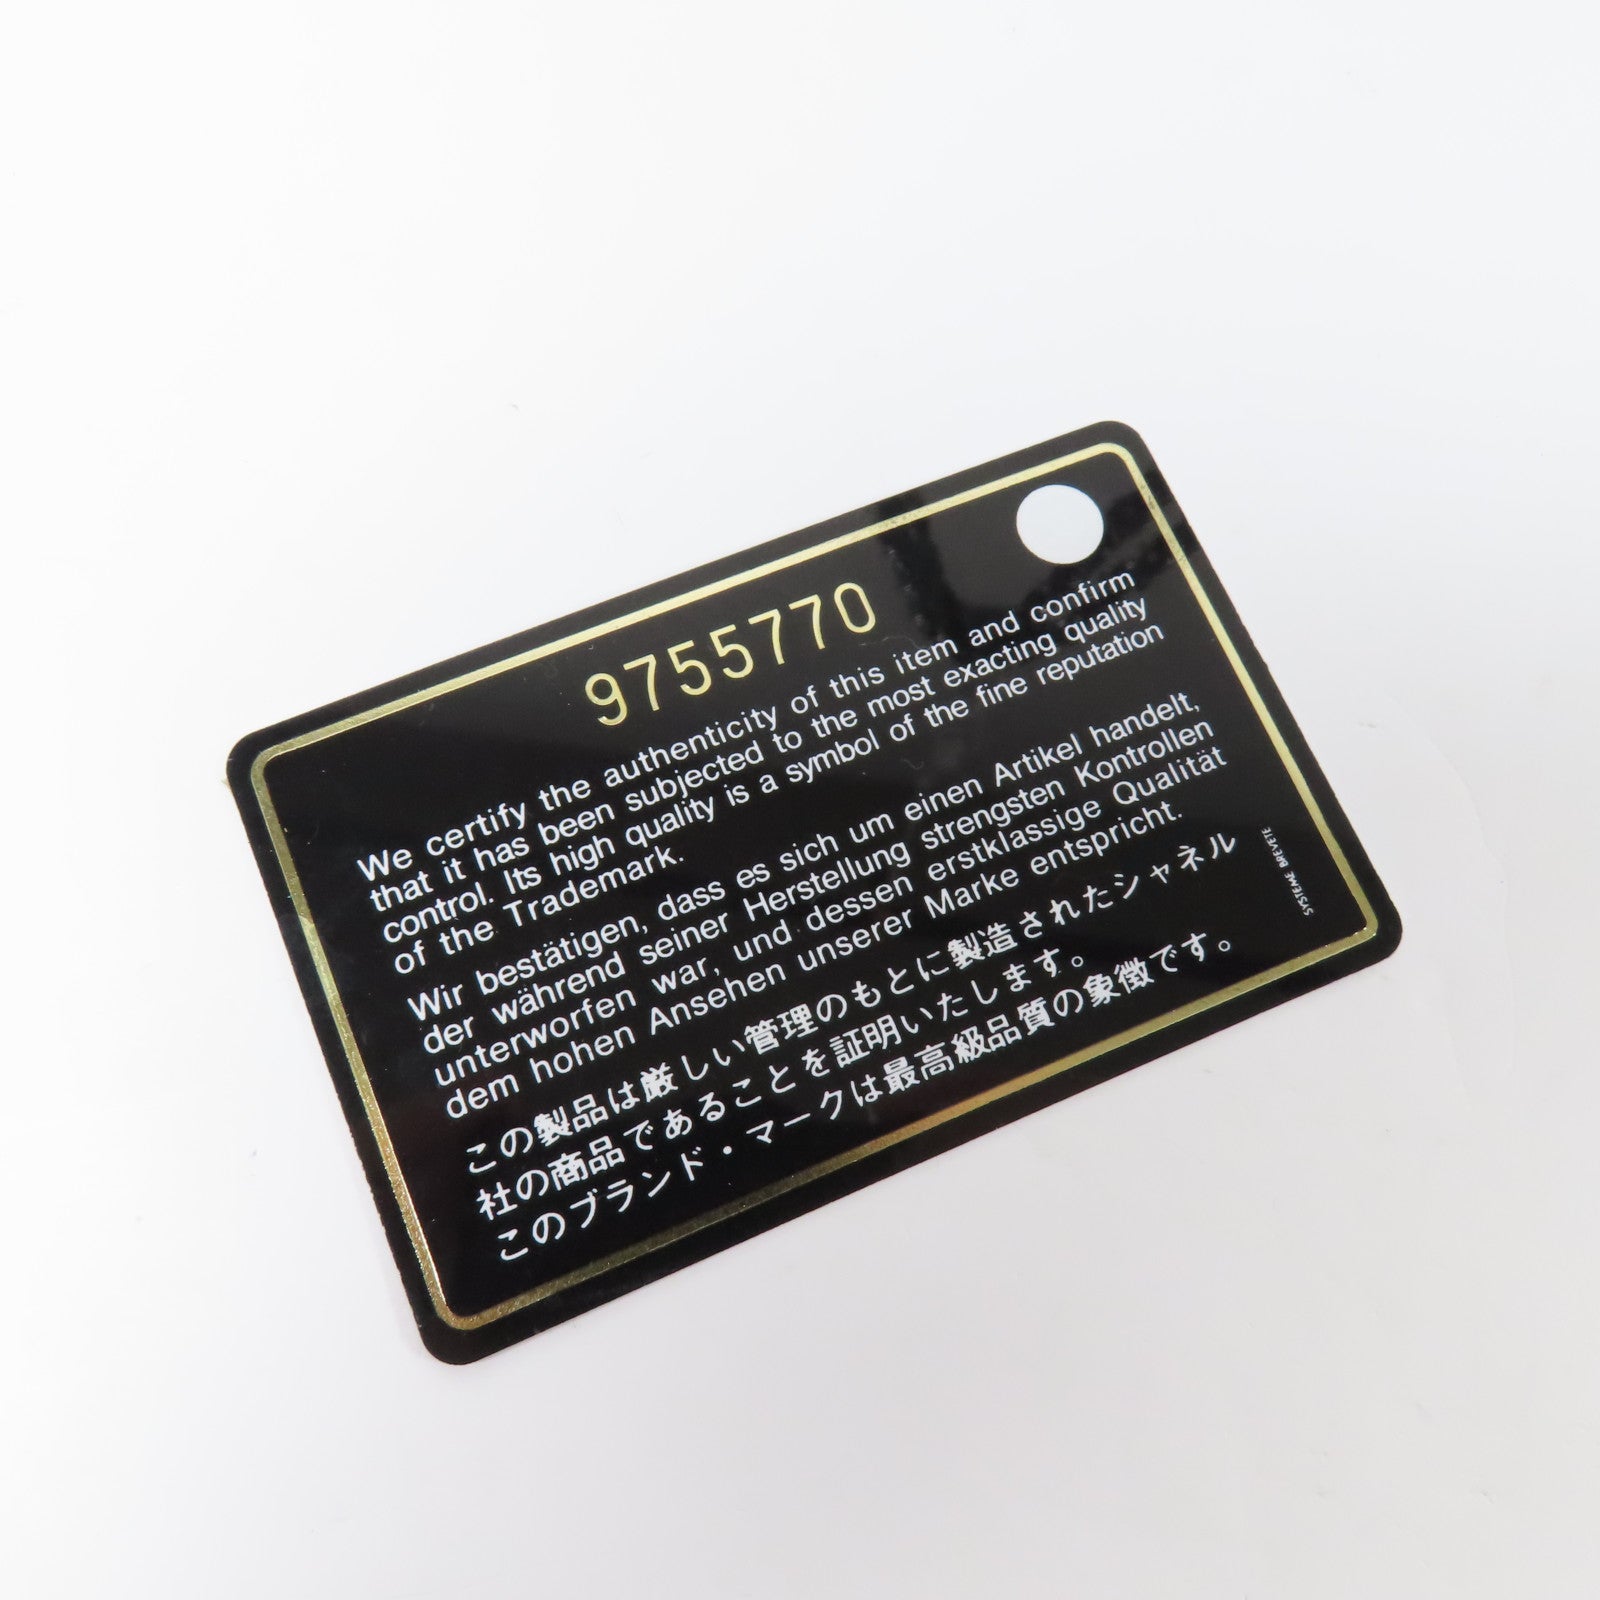 9755770
We certify the authenticity of this item and confirm
that it has been subjected to the most exacting quality
control. Its high quality is a symbol of the fine reputation
of the Trademark.
Wir bestätigen, dass es sich um einen Artikel handelt,
der während seiner Herstellung strengsten Kontrollen
unterworfen war, und dessen erstklassige Qualität
dem hohen Ansehen unserer Marke entspricht.
この製品は厳しい管理のもとに製造されたシャネル
社の商品であることを証明いたします。
このブランド・マークは最高級品質の象徴です。
SYSTEME BREVETE